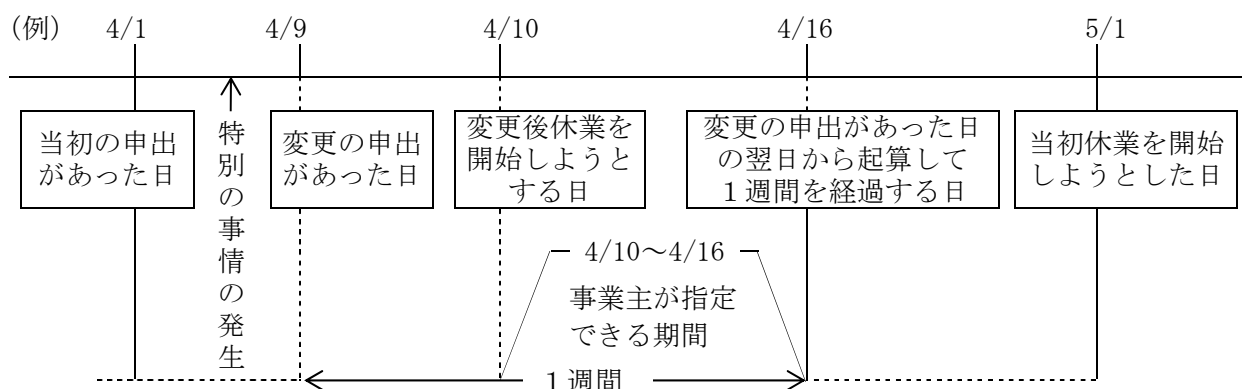 (例) 4/1 4/9 4/10 4/16 5/1
当初の申出
があった日
特別の事情の発生
変更の申出
があった日
変更後休業を
開始しようと
する日
変更の申出があった日
の翌日から起算して
１週間を経過する日
当初休業を開始
しようとした日
4/10～4/16
事業主が指定
できる期間
１週間